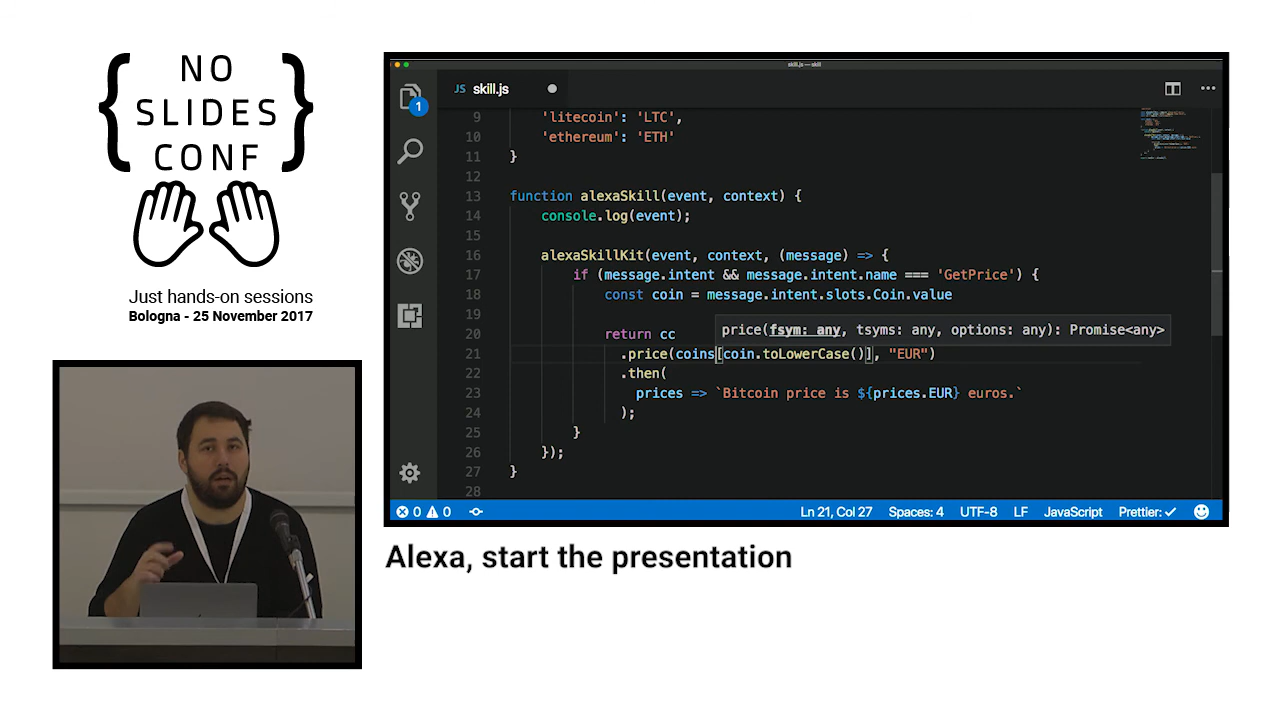 NO
SLIDES
CONF
Just hands-on sessions
Bologna - 25 November 2017
skill.js — skill
JS skill.js
1
9 'litecoin': 'LTC',
10 'ethereum': 'ETH'
11 }
12
13 function alexaSkill(event, context) {
14 console.log(event);
15
16 alexaSkillKit(event, context, (message) => {
17 if (message.intent && message.intent.name === 'GetPrice') {
18 const coin = message.intent.slots.Coin.value
19
price(fsym: any, tsyms: any, options: any): Promise<any>
20 return cc
21 .price(coins[coin.toLowerCase()], "EUR")
22 .then(
23 prices => `Bitcoin price is ${prices.EUR} euros.`
24 );
25 }
26 });
27 }
28
0 0 Ln 21, Col 27 Spaces: 4 UTF-8 LF JavaScript Prettier: ✓
Alexa, start the presentation